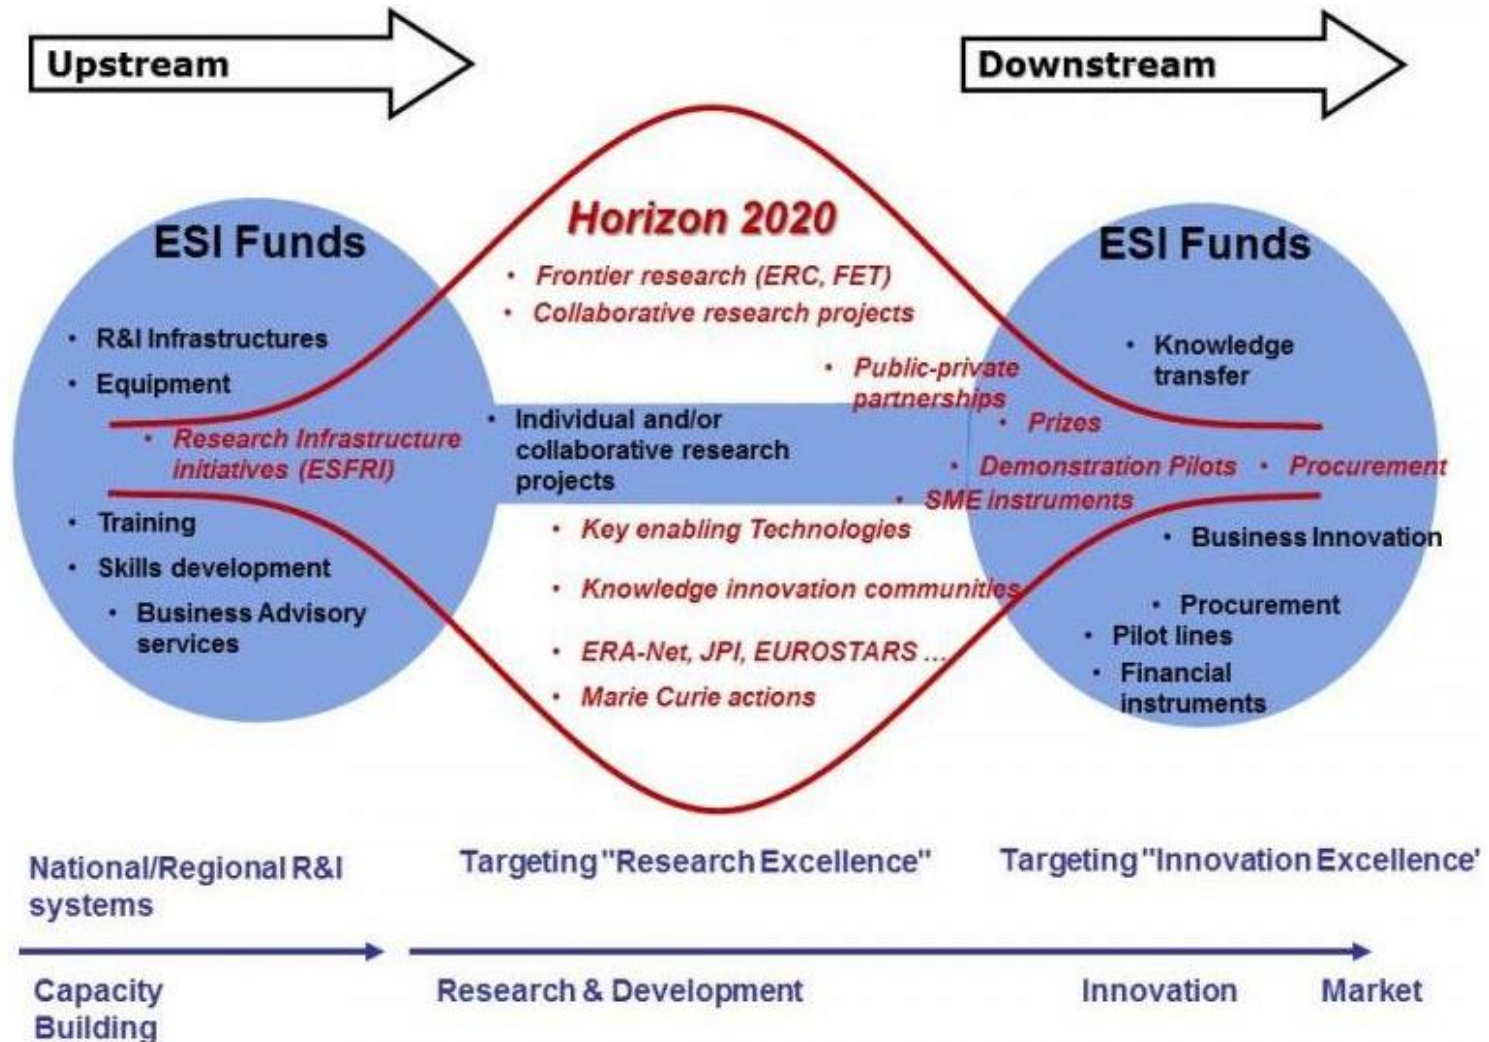 Upstream
Downstream
ESI Funds
• R&I Infrastructures
• Equipment
• Research Infrastructure
initiatives (ESFRI)
• Training
• Skills development
• Business Advisory
services
Horizon 2020
• Frontier research (ERC, FET)
• Collaborative research projects
• Public-private
partnerships
• Individual and/or
collaborative research
projects
• Prizes
• Demonstration Pilots
• Procurement
• SME instruments
• Key enabling Technologies
• Knowledge innovation communities
• ERA-Net, JPI, EUROSTARS ...
• Marie Curie actions
ESI Funds
• Knowledge
transfer
• Business Innovation
• Procurement
• Pilot lines
• Financial
instruments
National/Regional R&I
systems
Targeting "Research Excellence"
Targeting "Innovation Excellence'
Capacity
Building
Research & Development
Innovation
Market